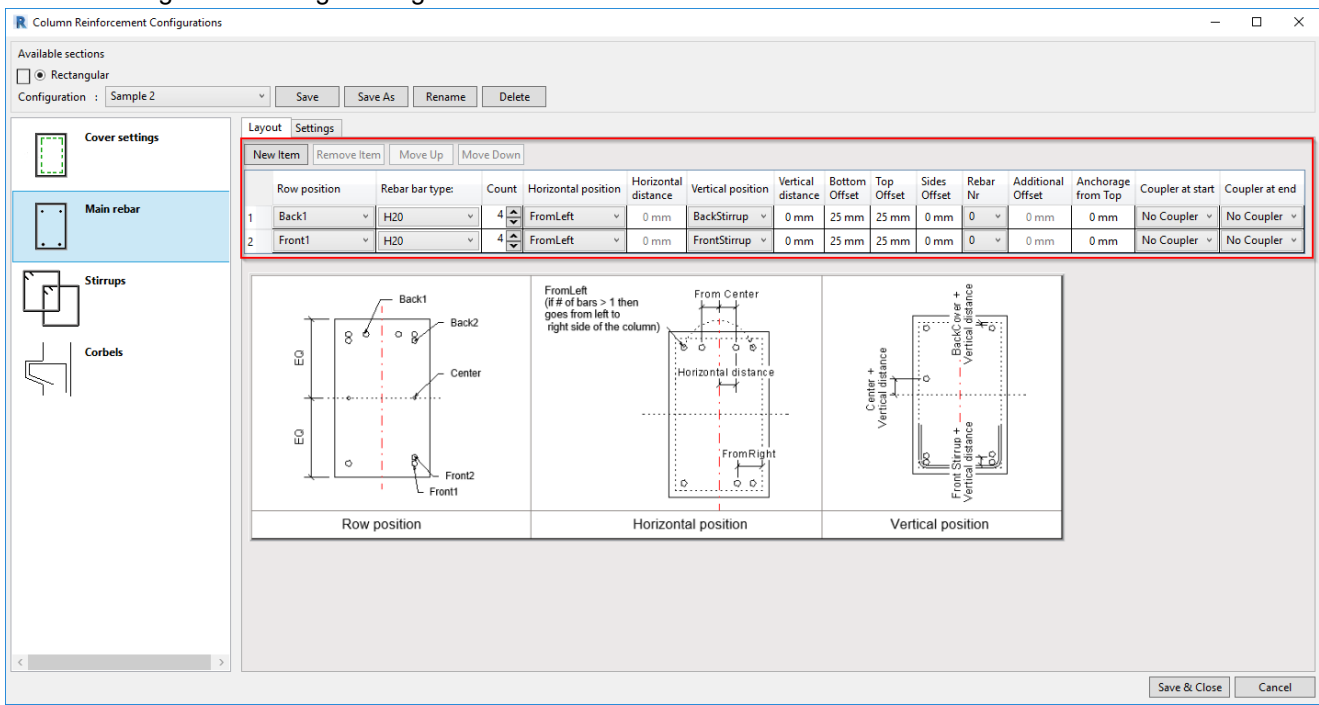 Column Reinforcement Configurations
Available sections
Rectangular
Configuration : Sample 2 Save Save As Rename Delete
Cover settings
Main rebar
Stirrups
Corbels
Layout Settings
New Item Remove Item Move Up Move Down
Row position Rebar bar type: Count Horizontal position Horizontal distance Vertical position Vertical distance Bottom Offset Top Offset Sides Offset Rebar Nr Additional Offset Anchorage from Top Coupler at start Coupler at end
1 Back1 H20 4 FromLeft 0 mm BackStirrup 0 mm 25 mm 25 mm 0 mm 0 0 mm 0 mm No Coupler No Coupler
2 Front1 H20 4 FromLeft 0 mm FrontStirrup 0 mm 25 mm 25 mm 0 mm 0 0 mm 0 mm No Coupler No Coupler
Back1
Back2
EQ
Center
EQ
Front2
Front1
Row position
FromLeft
(if # of bars > 1 then
goes from left to
right side of the column)
From Center
Horizontal distance
FromRight
Horizontal position
BackCover +
Vertical distance
Center +
Vertical distance
Front Stirrup +
Vertical distance
Vertical position
Save & Close Cancel